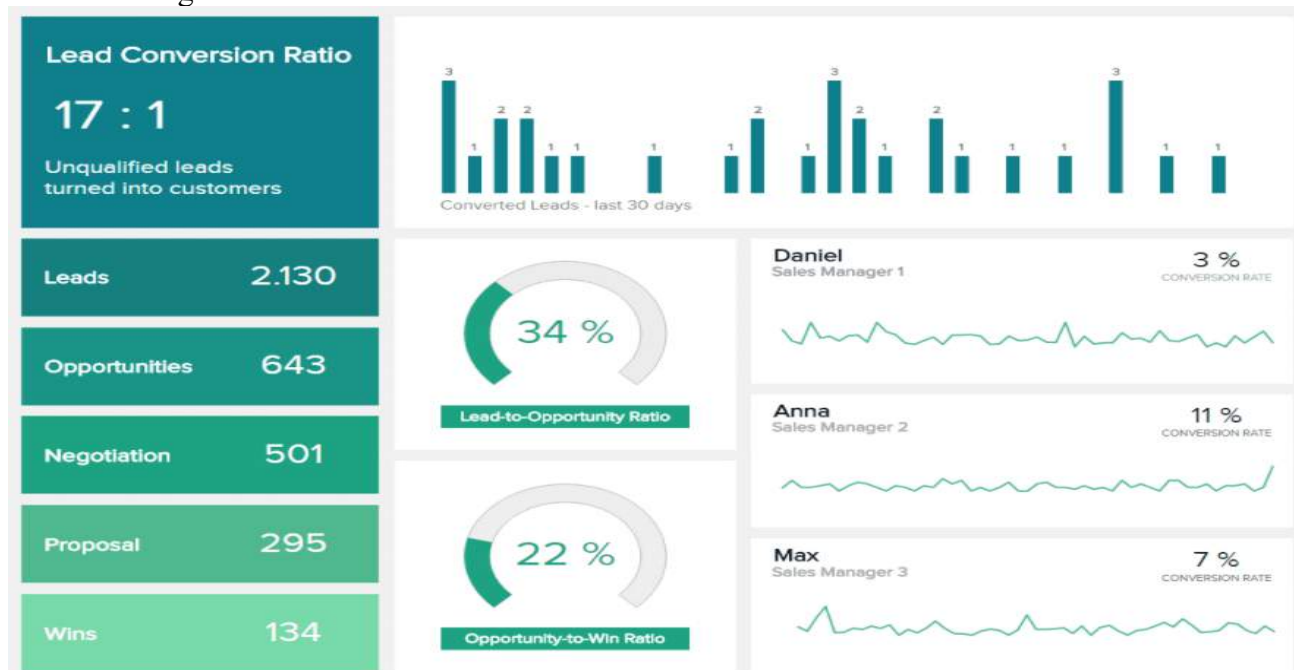 Lead Conversion Ratio
17 : 1
Unqualified leads
turned into customers
3 1 2 2 1 1 1 1 2 1 3 2 1 2 1 1 1 3 1 1
Converted Leads - last 30 days
Leads 2.130
Opportunities 643
Negotiation 501
Proposal 295
Wins 134
34 %
Lead-to-Opportunity Ratio
22 %
Opportunity-to-Win Ratio
Daniel
Sales Manager 1
3 %
CONVERSION RATE
Anna
Sales Manager 2
11 %
CONVERSION RATE
Max
Sales Manager 3
7 %
CONVERSION RATE